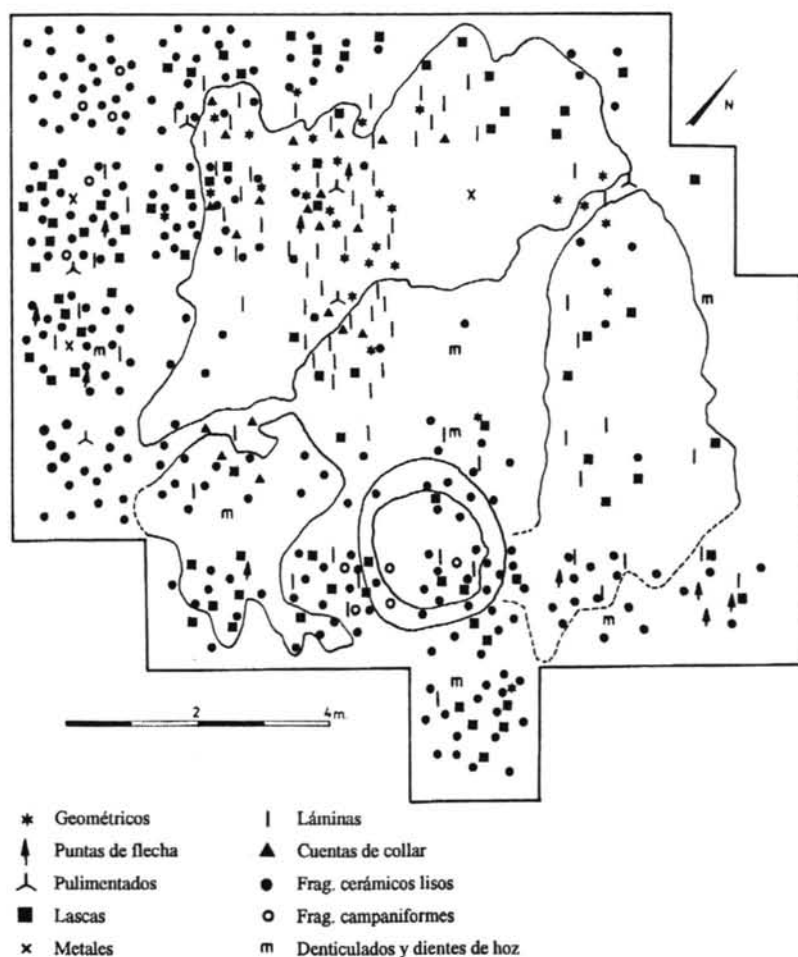 N
2 4 m.
Geométricos
Puntas de flecha
Pulimentados
Lascas
Metales
Láminas
Cuentas de collar
Frag. cerámicos lisos
Frag. campaniformes
m Denticulados y dientes de hoz